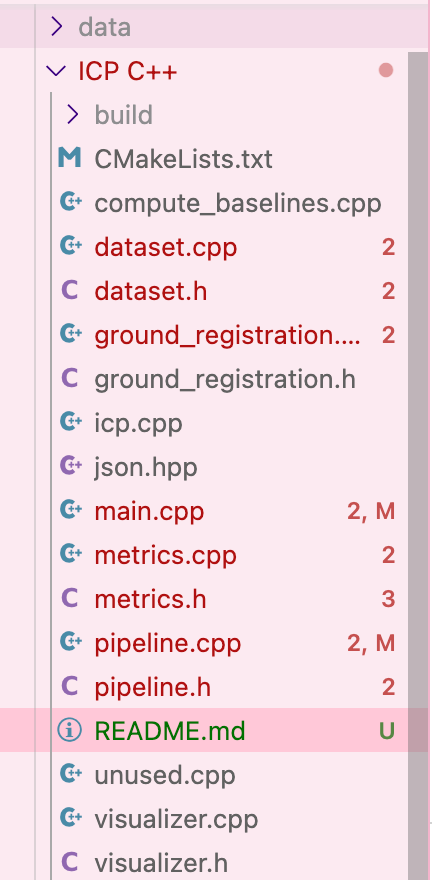 data
ICP C++
build
CMakeLists.txt
compute_baselines.cpp
dataset.cpp 2
dataset.h 2
ground_registration.... 2
ground_registration.h
icp.cpp
json.hpp
main.cpp 2, M
metrics.cpp 2
metrics.h 3
pipeline.cpp 2, M
pipeline.h 2
README.md U
unused.cpp
visualizer.cpp
visualizer.h